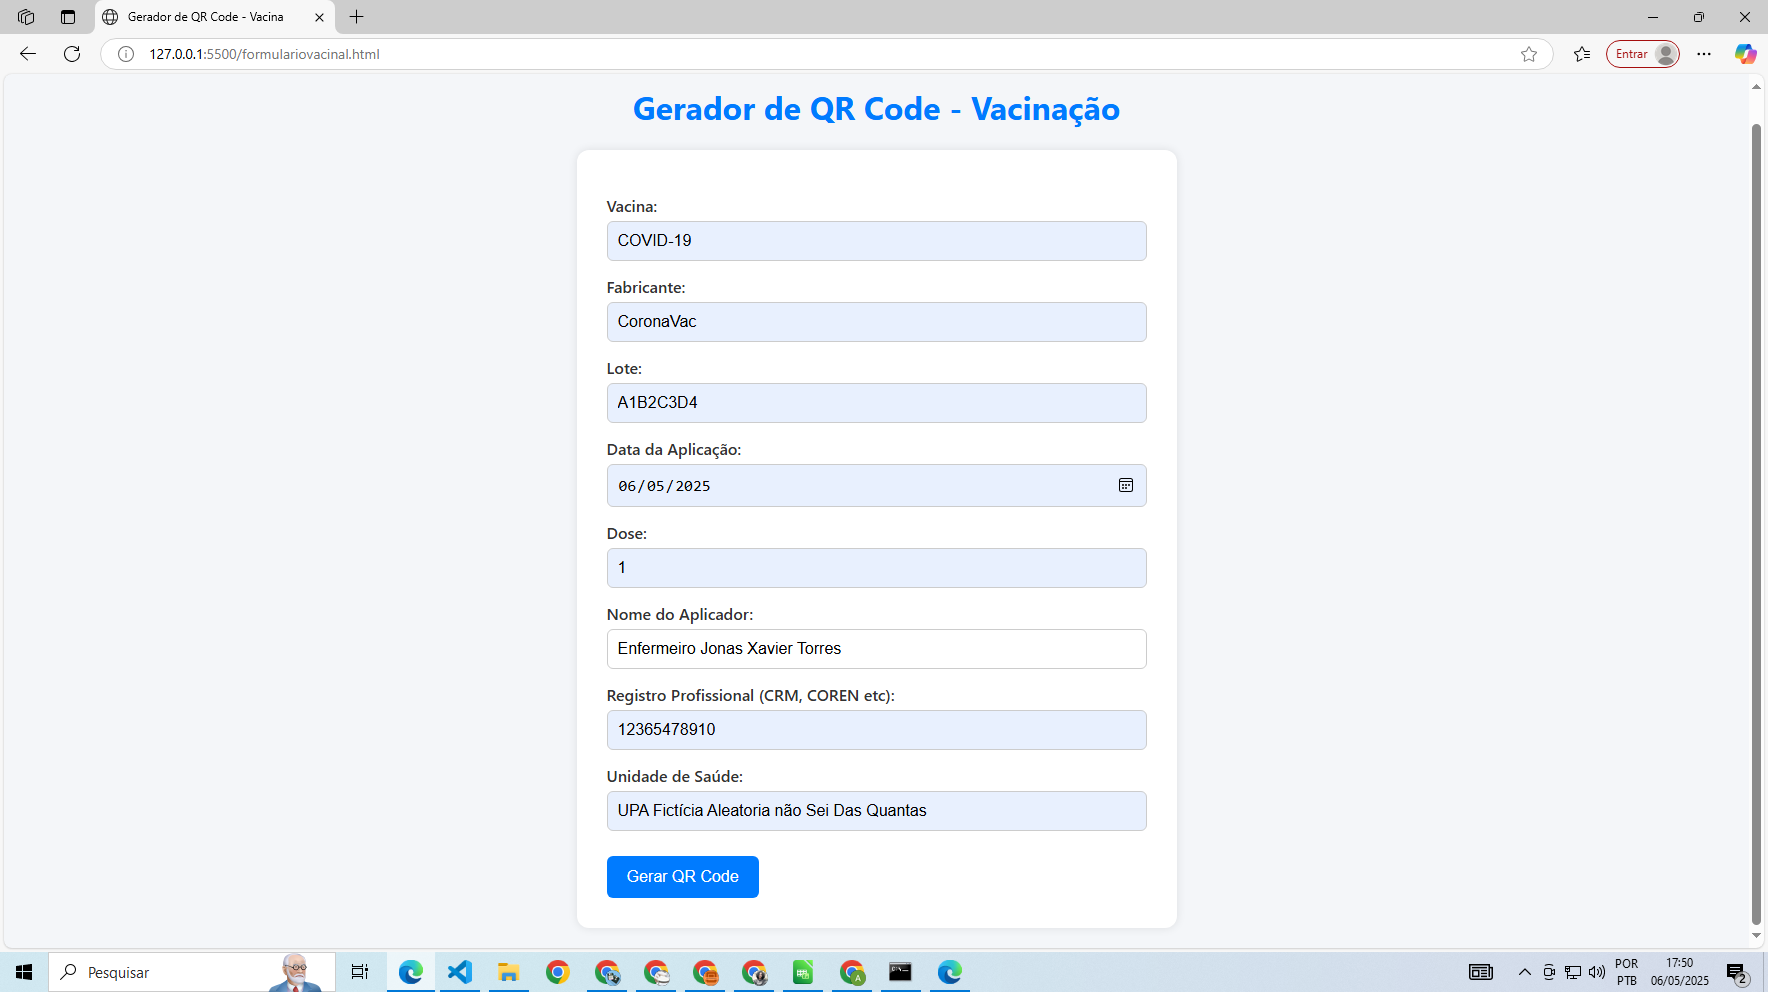 Gerador de QR Code - Vacina
127.0.0.1:5500/formulariovacinal.html
Entrar
Gerador de QR Code - Vacinação
Vacina:
COVID-19
Fabricante:
CoronaVac
Lote:
A1B2C3D4
Data da Aplicação:
06/05/2025
Dose:
1
Nome do Aplicador:
Enfermeiro Jonas Xavier Torres
Registro Profissional (CRM, COREN etc):
12365478910
Unidade de Saúde:
UPA Fictícia Aleatoria não Sei Das Quantas
Gerar QR Code
Pesquisar
A
POR
PTB
17:50
06/05/2025
2